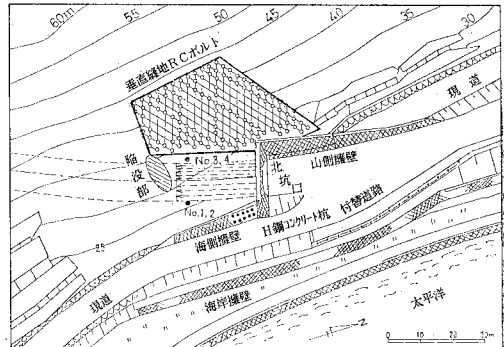 60m 55 50 45 40 35 30
垂直縫地RCボルト
現道
陥没部
No.3,4
北坑口
山側擁壁
No.1,2
25
海側擁壁
H鋼コンクリート杭
付替道路
現道
海岸擁壁
太平洋
N
0 10 20 30m